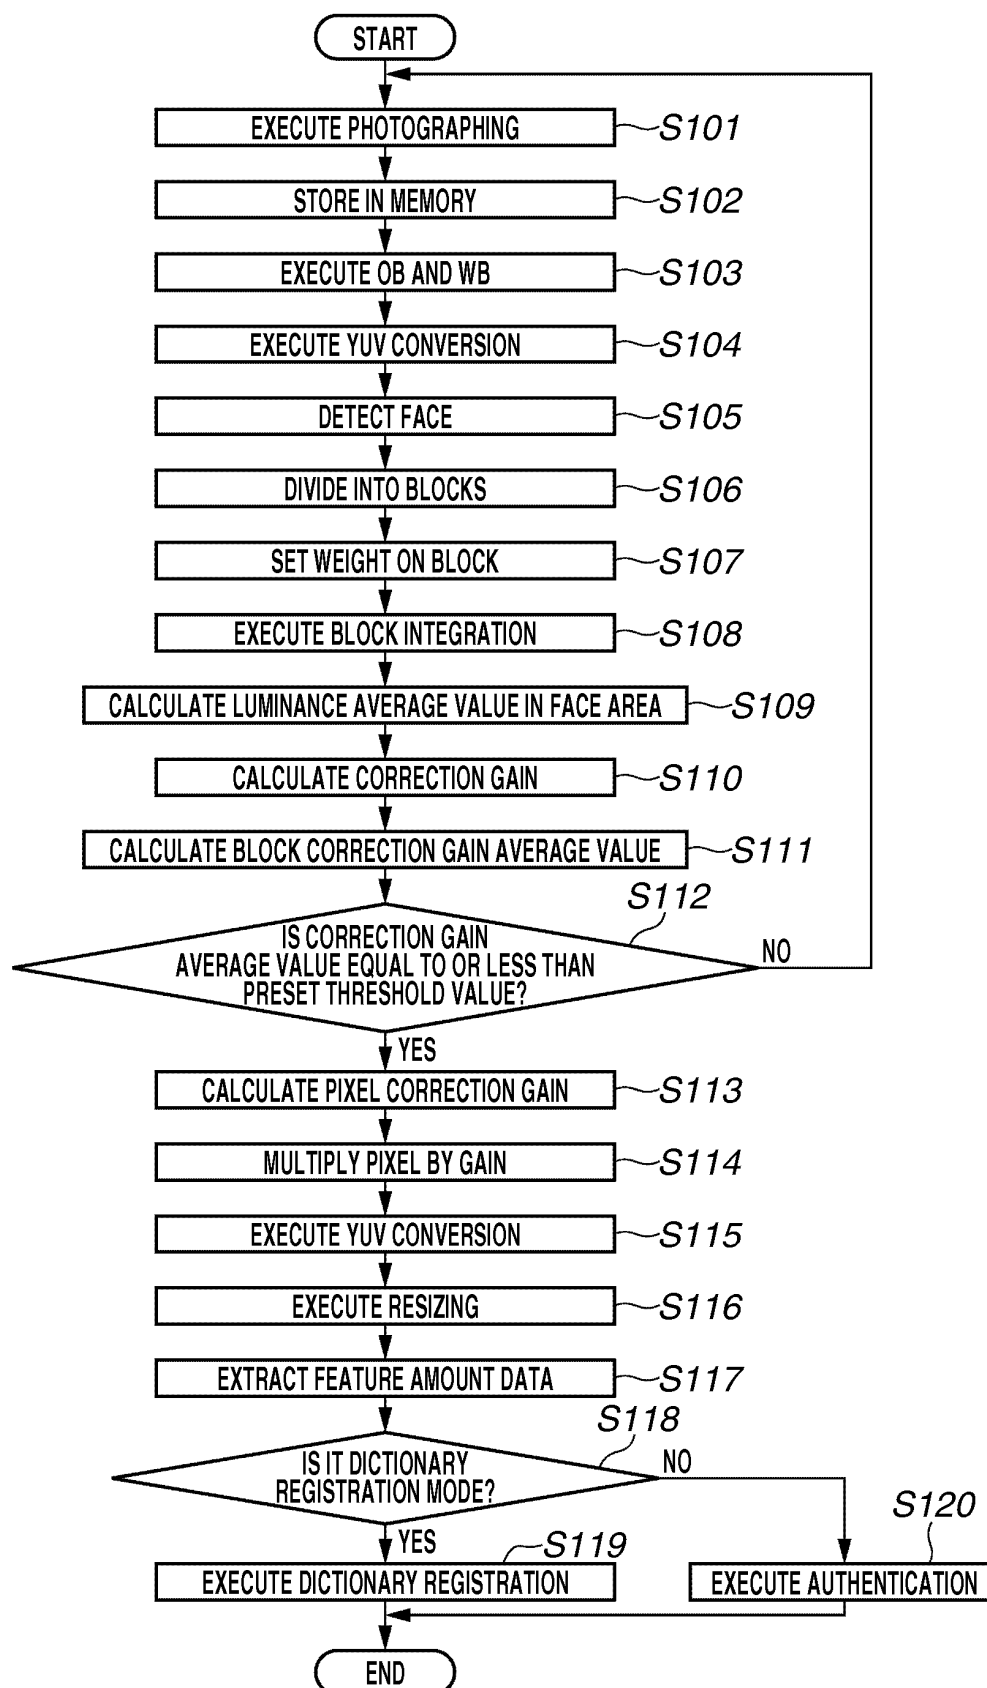 START
EXECUTE PHOTOGRAPHING
S101
STORE IN MEMORY
S102
EXECUTE OB AND WB
S103
EXECUTE YUV CONVERSION
S104
DETECT FACE
S105
DIVIDE INTO BLOCKS
S106
SET WEIGHT ON BLOCK
S107
EXECUTE BLOCK INTEGRATION
S108
CALCULATE LUMINANCE AVERAGE VALUE IN FACE AREA
S109
CALCULATE CORRECTION GAIN
S110
CALCULATE BLOCK CORRECTION GAIN AVERAGE VALUE
S111
S112
IS CORRECTION GAIN
AVERAGE VALUE EQUAL TO OR LESS THAN
PRESET THRESHOLD VALUE?
NO
YES
CALCULATE PIXEL CORRECTION GAIN
S113
MULTIPLY PIXEL BY GAIN
S114
EXECUTE YUV CONVERSION
S115
EXECUTE RESIZING
S116
EXTRACT FEATURE AMOUNT DATA
S117
S118
IS IT DICTIONARY
REGISTRATION MODE?
NO
YES
S119
S120
EXECUTE DICTIONARY REGISTRATION
EXECUTE AUTHENTICATION
END